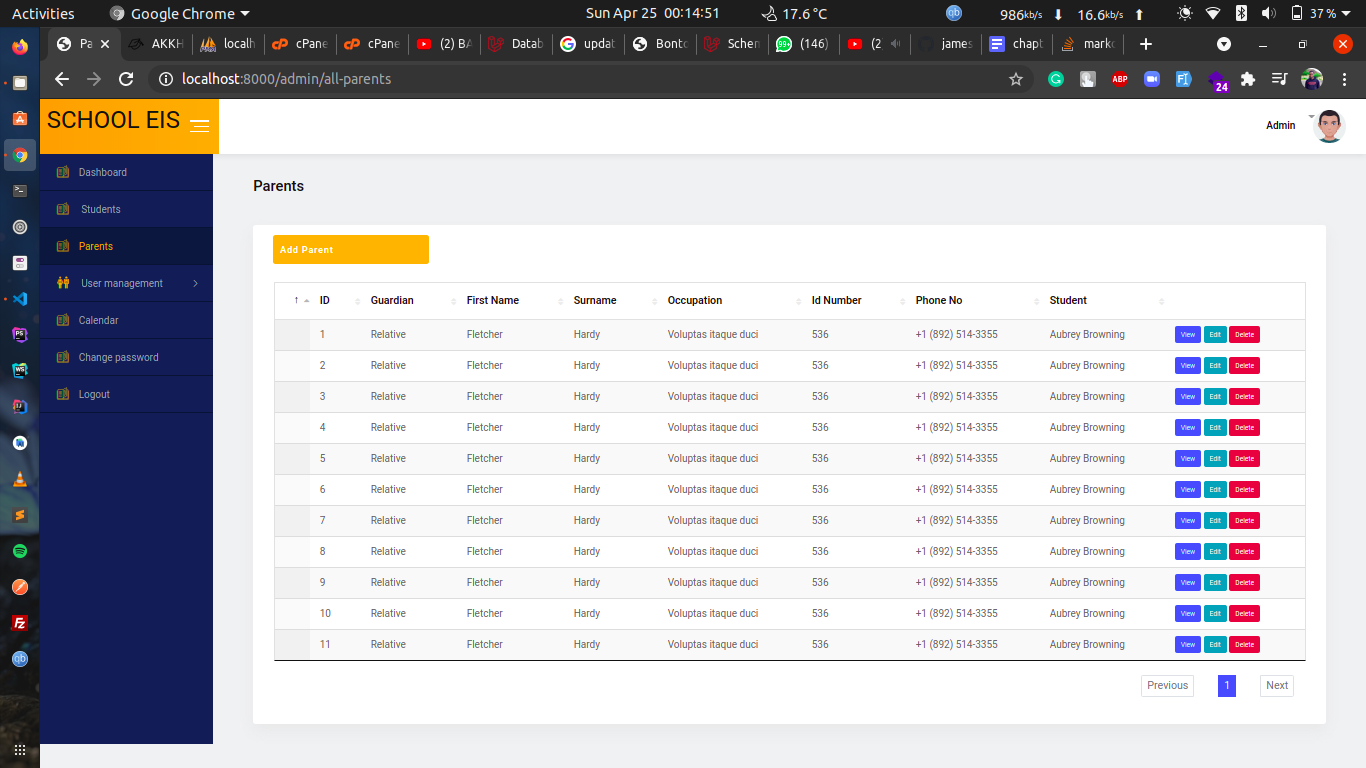 Activities Google Chrome Sun Apr 25 00:14:51 17.6 °C qb 986kb/s 16.6kb/s 37 %
Pa AKKH localh cPane cPane (2) BA Datab updat Bonto Schem (146) (2 james chapt marko
localhost:8000/admin/all-parents ABP 24
SCHOOL EIS
Admin
Dashboard
Students
Parents
User management
Calendar
Change password
Logout
Parents
Add Parent
↑ ID Guardian First Name Surname Occupation Id Number Phone No Student
1 Relative Fletcher Hardy Voluptas itaque duci 536 +1 (892) 514-3355 Aubrey Browning View Edit Delete
2 Relative Fletcher Hardy Voluptas itaque duci 536 +1 (892) 514-3355 Aubrey Browning View Edit Delete
3 Relative Fletcher Hardy Voluptas itaque duci 536 +1 (892) 514-3355 Aubrey Browning View Edit Delete
4 Relative Fletcher Hardy Voluptas itaque duci 536 +1 (892) 514-3355 Aubrey Browning View Edit Delete
5 Relative Fletcher Hardy Voluptas itaque duci 536 +1 (892) 514-3355 Aubrey Browning View Edit Delete
6 Relative Fletcher Hardy Voluptas itaque duci 536 +1 (892) 514-3355 Aubrey Browning View Edit Delete
7 Relative Fletcher Hardy Voluptas itaque duci 536 +1 (892) 514-3355 Aubrey Browning View Edit Delete
8 Relative Fletcher Hardy Voluptas itaque duci 536 +1 (892) 514-3355 Aubrey Browning View Edit Delete
9 Relative Fletcher Hardy Voluptas itaque duci 536 +1 (892) 514-3355 Aubrey Browning View Edit Delete
10 Relative Fletcher Hardy Voluptas itaque duci 536 +1 (892) 514-3355 Aubrey Browning View Edit Delete
11 Relative Fletcher Hardy Voluptas itaque duci 536 +1 (892) 514-3355 Aubrey Browning View Edit Delete
Previous 1 Next